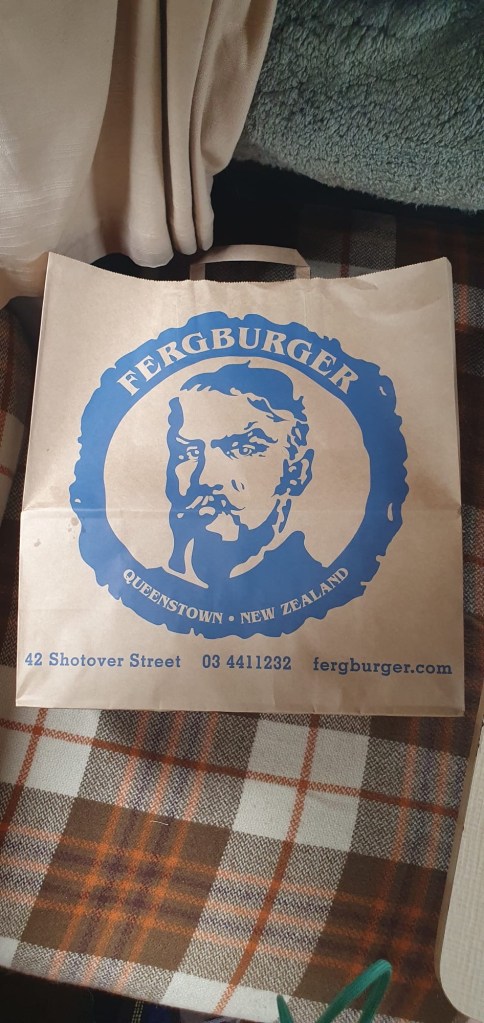 FERGBURGER
QUEENSTOWN • NEW ZEALAND
42 Shotover Street 03 4411232 fergburger.com